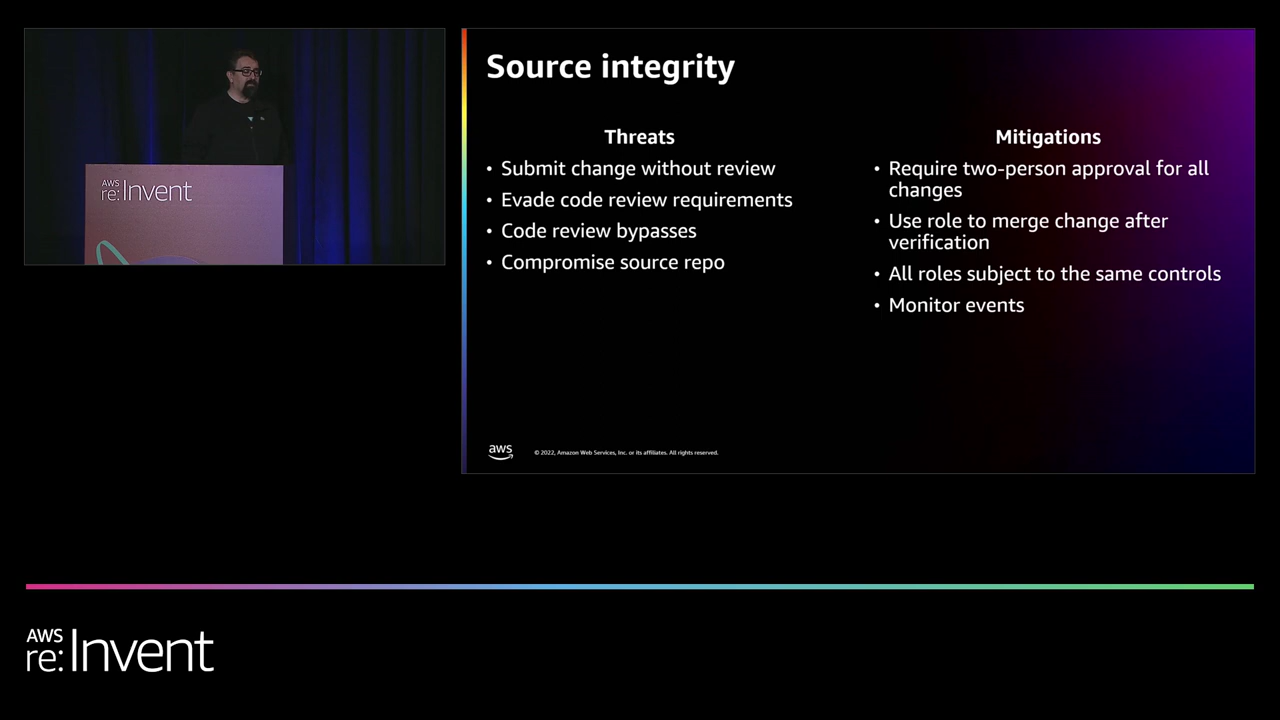 AWS
re:Invent
Source integrity
Threats
• Submit change without review
• Evade code review requirements
• Code review bypasses
• Compromise source repo
Mitigations
• Require two-person approval for all
changes
• Use role to merge change after
verification
• All roles subject to the same controls
• Monitor events
aws
© 2022, Amazon Web Services, Inc. or its affiliates. All rights reserved.
AWS
re:Invent